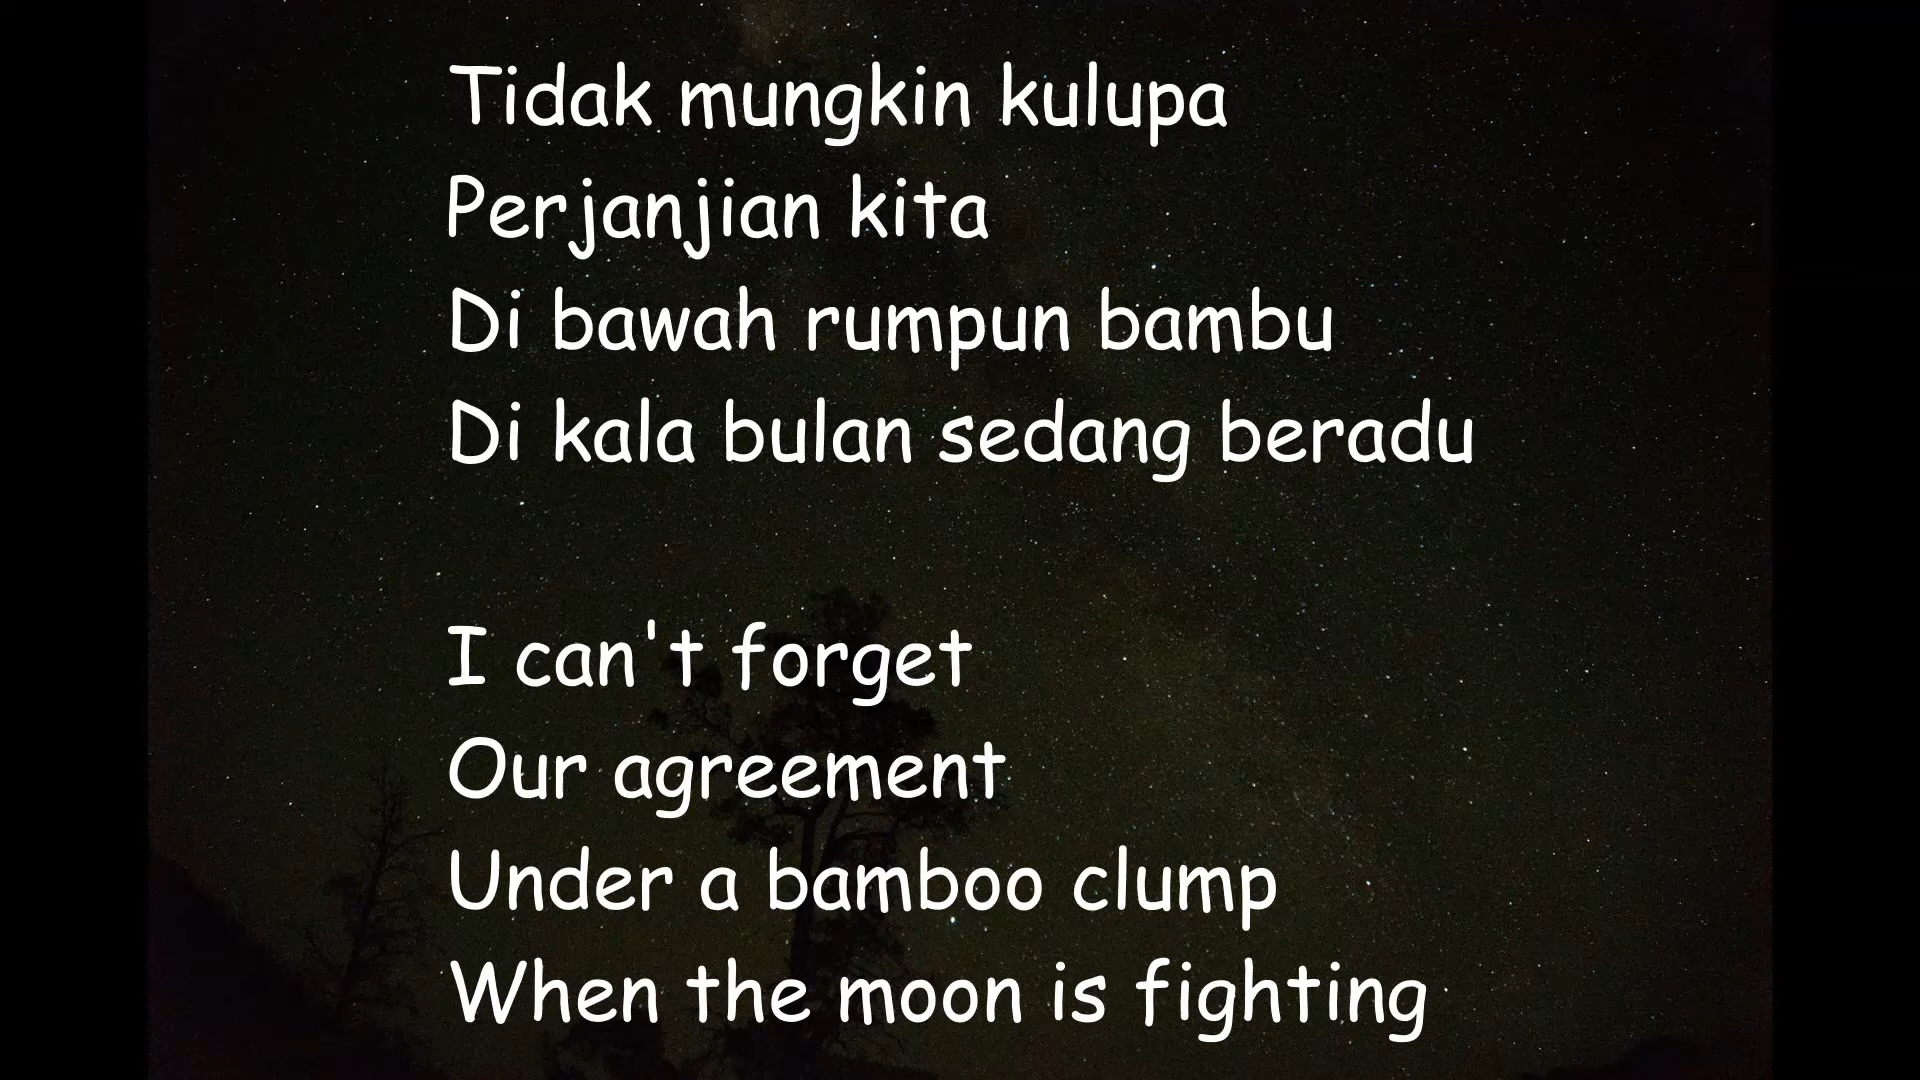 Tidak mungkin kulupa
Perjanjian kita
Di bawah rumpun bambu
Di kala bulan sedang beradu
I can't forget
Our agreement
Under a bamboo clump
When the moon is fighting